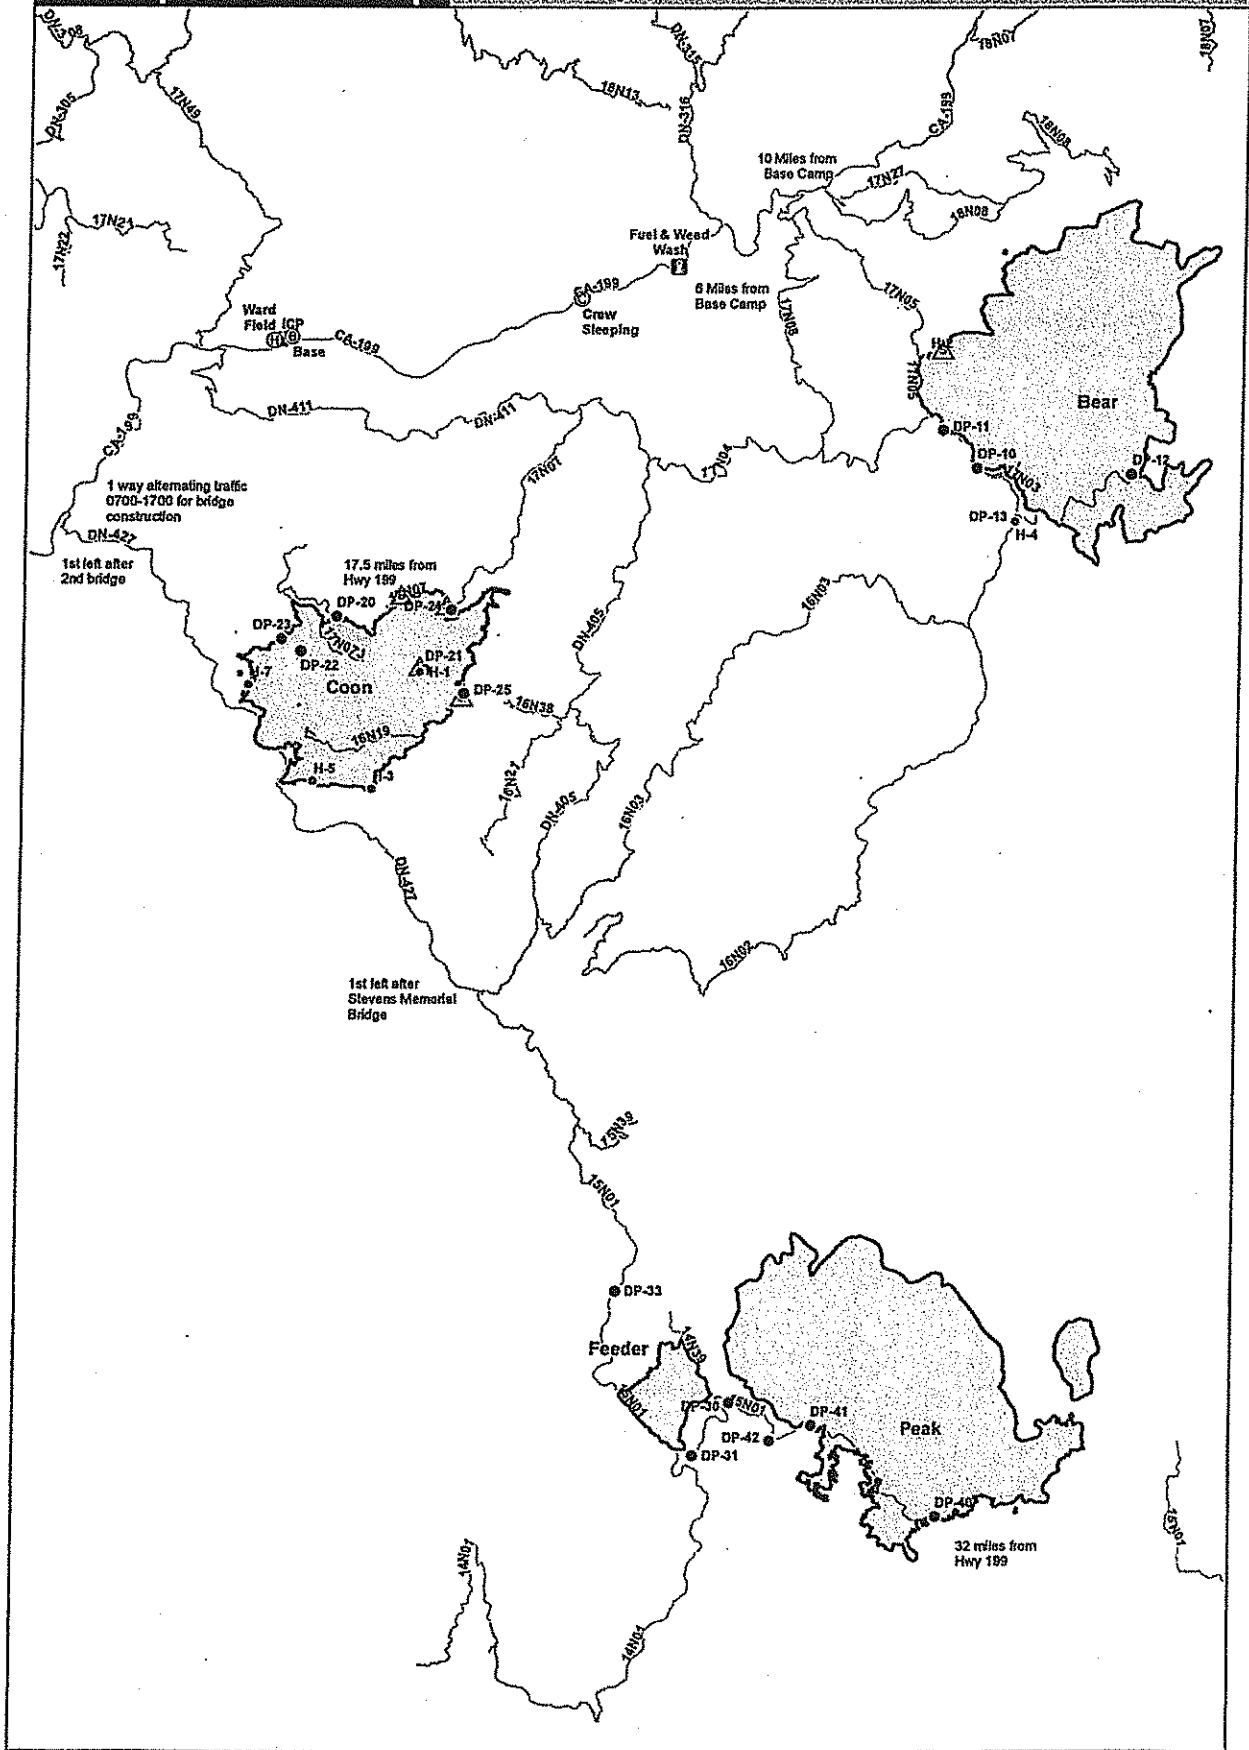 DN-315
18N07
18N07
DN-305
17N49
18N13
DN-316
CA-199
18N08
10 Miles from
Base Camp
17N27
18N08
17N21
17N22
Fuel & Weed
Wash
6 Miles from
Base Camp
CA-199
Crew
Sleeping
17N05
17N08
Ward
Field
ICP
H
B
Base
CA-199
17N05
Bear
DN-411
DN-411
CA-199
DP-11
DP-10
17N03
DP-12
17N04
17N07
1 way alternating traffic
0700-1700 for bridge
construction
DP-13
H-4
DN-427
1st left after
2nd bridge
17.5 miles from
Hwy 199
DP-20
DP-24
16N03
DP-23
17N07F
DP-22
DP-21
H-1
DN-405
H-7
Coon
DP-25
16N38
16N19
H-5
H-3
16N21
DN-405
16N03
DN-427
16N02
1st left after
Stevens Memorial
Bridge
15N39
15N01
DP-33
Feeder
14N39
15N01
DP-30
15N01
DP-41
DP-42
Peak
DP-31
DP-40
15N01
32 miles from
Hwy 199
14N01
14N01